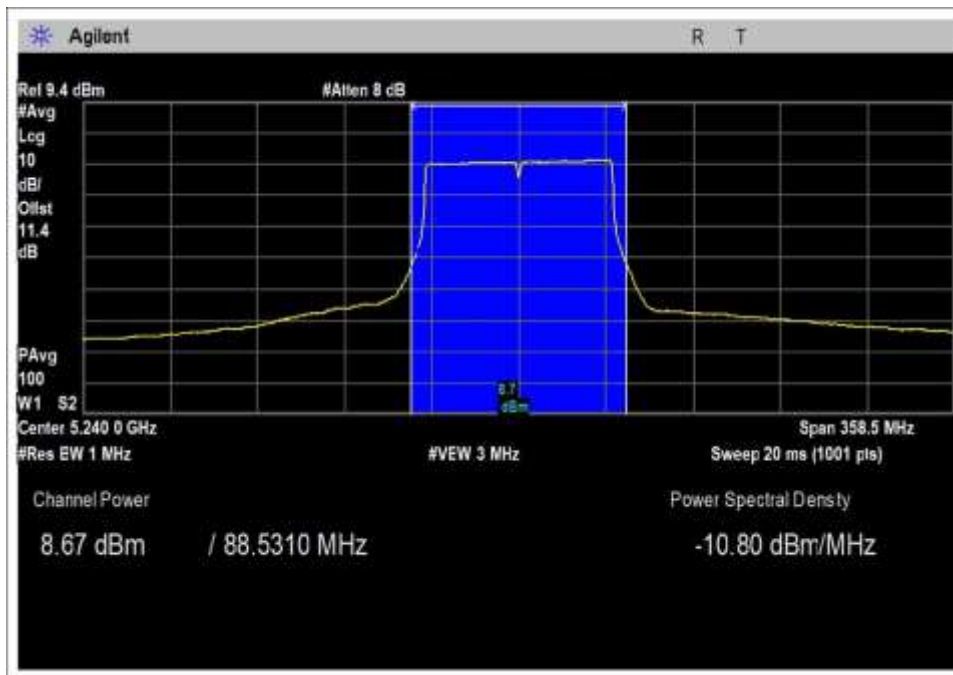 Agilent
R T
Ref 9.4 dBm #Atten 8 dB
#Avg
Log
10
dB/
Offst
11.4
dB
PAvg
100
W1 S2
8.7
dBm
Center 5.240 0 GHz Span 358.5 MHz
#Res BW 1 MHz #VBW 3 MHz Sweep 20 ms (1001 pts)
Channel Power Power Spectral Density
8.67 dBm / 88.5310 MHz -10.80 dBm/MHz